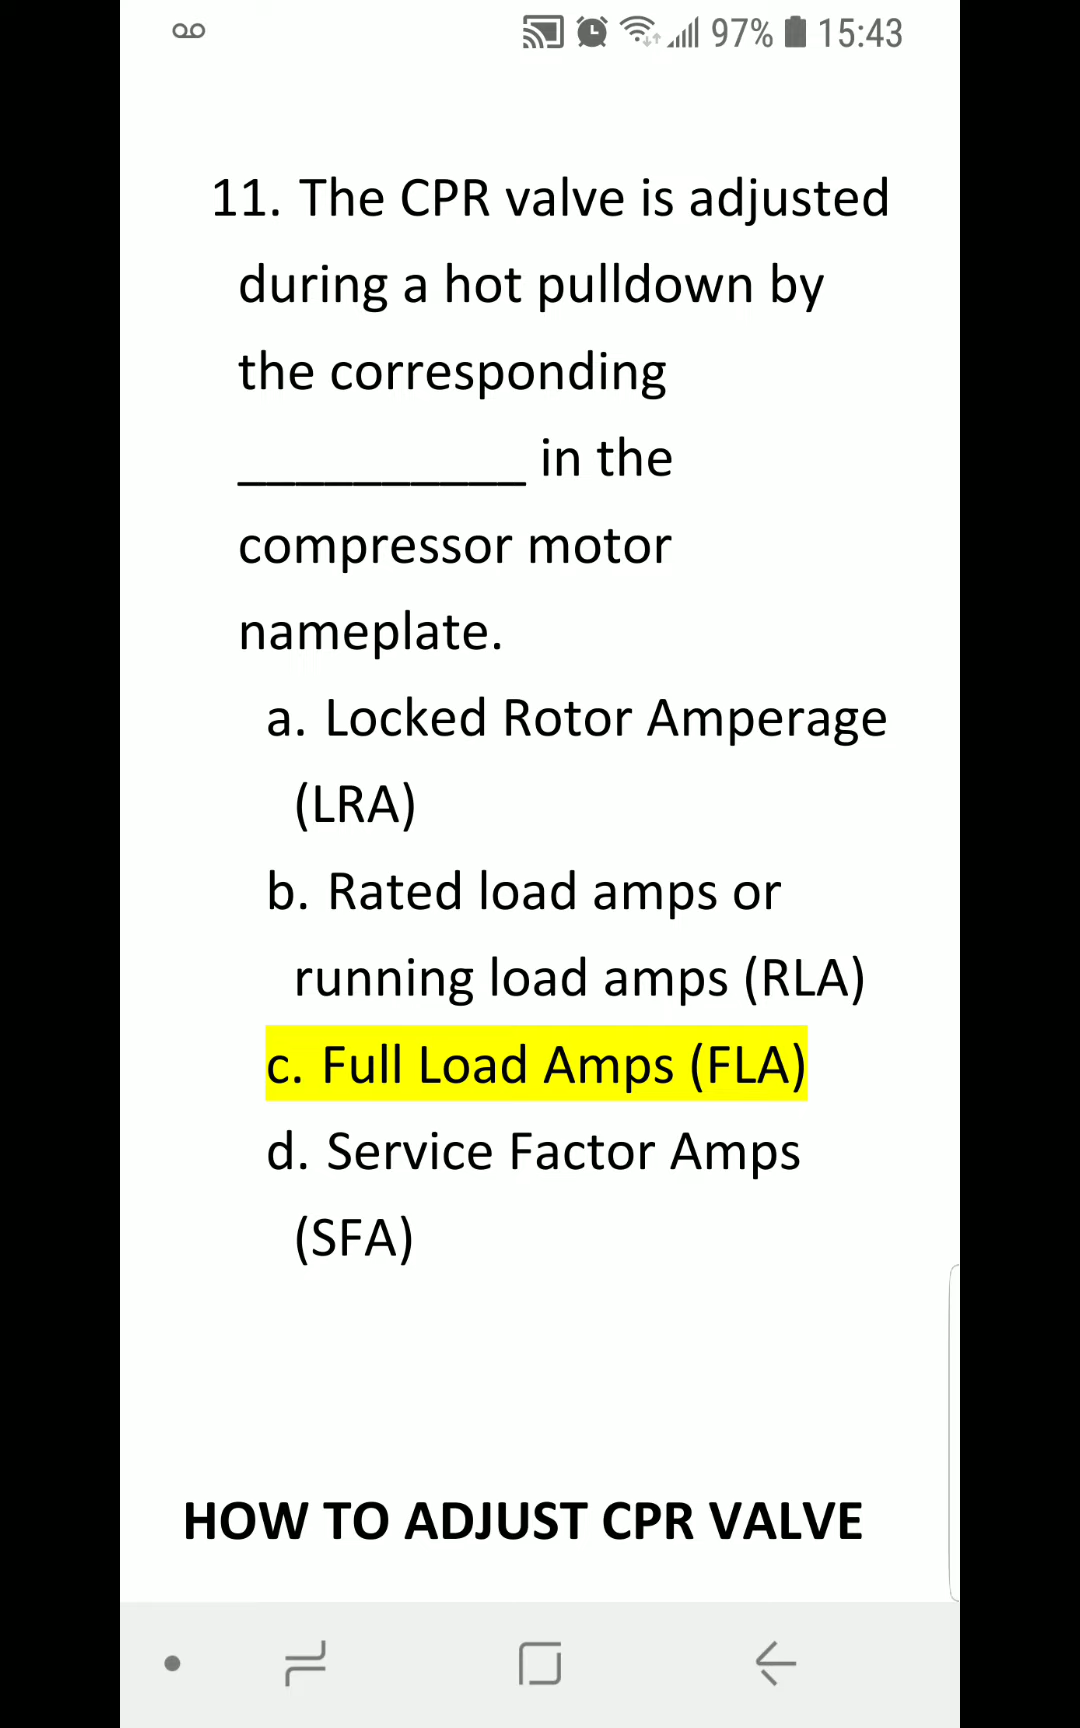 97% 15:43
11. The CPR valve is adjusted
during a hot pulldown by
the corresponding
__________ in the
compressor motor
nameplate.
a. Locked Rotor Amperage
(LRA)
b. Rated load amps or
running load amps (RLA)
c. Full Load Amps (FLA)
d. Service Factor Amps
(SFA)
HOW TO ADJUST CPR VALVE